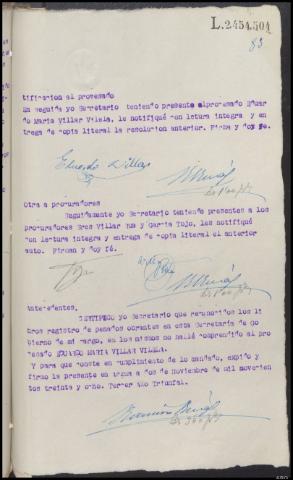 L.2454.504
83
tificacion al procesado
En seguida yo Secretario teniendo presente al procesado Eduar
do Maria Villar Vilela, le notifiqué con lectura integra y en
trega de copia literal la resolucion anterior. Firma y doy fé.
Eduardo Villar
Otra a procuradores
Seguidamente yo Secretario teniendo presentes a los
procuradores Sres Villar y Garcia Tojo, les notifiqué
con lectura integra y entrega de copia literal el anterior
auto. Firman y doy fé.
Antecedentes,
CERTIFICO yo Secretario que reconocidos los li
bros registro de penados obrantes en esta Secretaria de go
bierno de mi cargo, en los mismos no hallé comprendido al pro
cesado EDUARDO MARIA VILLAR VILELA.
Y para que conste en cumplimiento de lo mandado, expido y
firmo la presente en a dos de Noviembre de mil novecien
tos treinta y ocho. Tercer Año Triunfal.